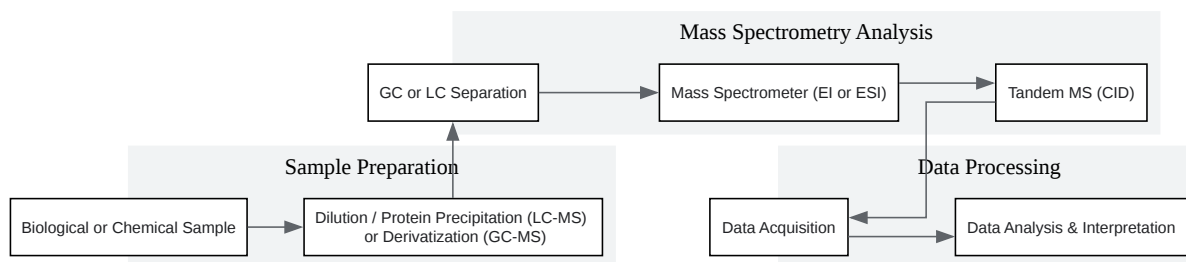 Mass Spectrometry Analysis
GC or LC Separation
Mass Spectrometer (EI or ESI)
Tandem MS (CID)
Sample Preparation
Data Processing
Biological or Chemical Sample
Dilution / Protein Precipitation (LC-MS)
or Derivatization (GC-MS)
Data Acquisition
Data Analysis & Interpretation